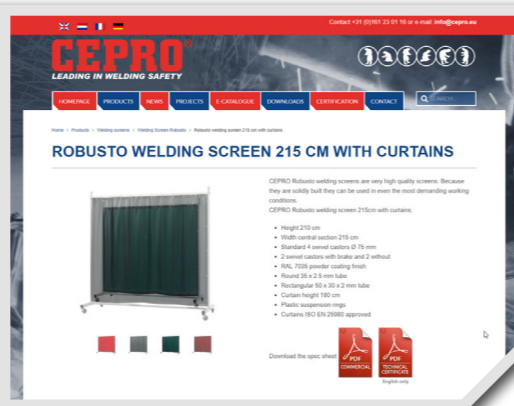 Contact +31 (0)161 23 01 16 or e-mail: info@cepro.eu
CEPRO®
LEADING IN WELDING SAFETY
HOMEPAGE PRODUCTS NEWS PROJECTS E-CATALOGUE DOWNLOADS CERTIFICATION CONTACT SEARCH
Home > Products > Welding screens > Welding Screen Robusto > Robusto welding screen 215 cm with curtains
ROBUSTO WELDING SCREEN 215 CM WITH CURTAINS
CEPRO Robusto welding screens are very high quality screens. Because
they are solidly built they can be used in even the most demanding working
conditions.
CEPRO Robusto welding screen 215cm with curtains:
• Height 210 cm
• Width central section 215 cm
• Standard 4 swivel castors Ø 75 mm
• 2 swivel castors with brake and 2 without
• RAL 7035 powder coating finish
• Round 35 x 2.5 mm tube
• Rectangular 50 x 30 x 2 mm tube
• Curtain height 180 cm
• Plastic suspension rings
• Curtains ISO EN 25980 approved
Download the spec sheet
PDF
COMMERCIAL
PDF
TECHNICAL
CERTIFICATE
English only